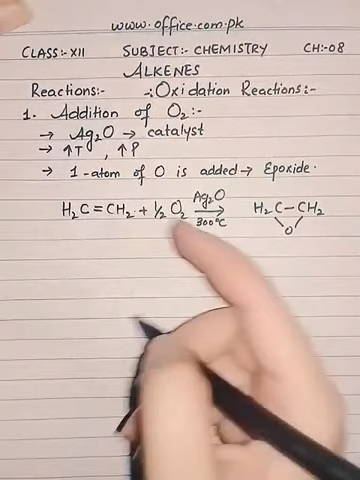 www.office.com.pk
CLASS:- XII SUBJECT:- CHEMISTRY CH:-08
ALKENES
Reactions:- -:Oxidation Reactions:-
1. Addition of O₂:-
→ Ag₂O → catalyst
→ ↑T, ↑P
→ 1-atom of O is added → Epoxide.
H₂C=CH₂ + ½ O₂ Ag₂O → 300°C H₂C-CH₂
O